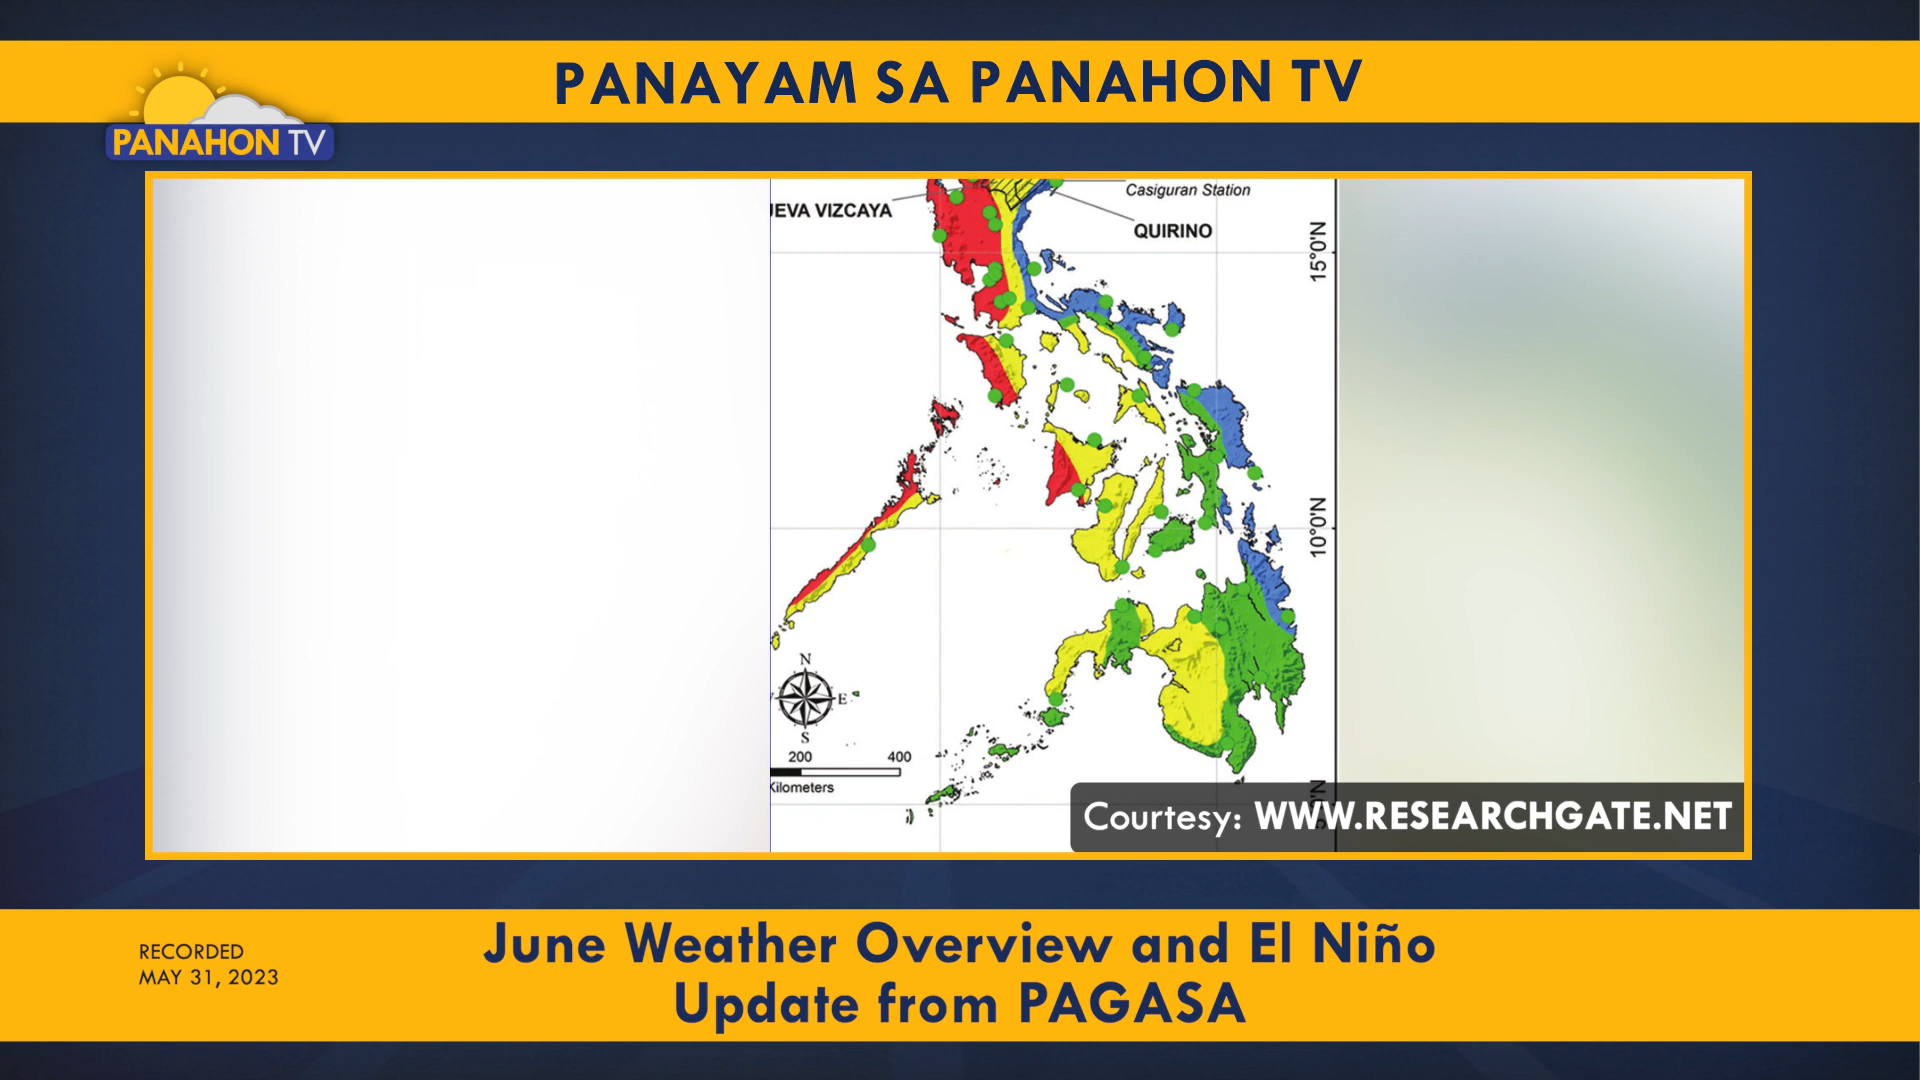 PANAYAM SA PANAHON TV
PANAHON TV
Casiguran Station
JEVA VIZCAYA
QUIRINO
15°0'N
10°0'N
N
E
S
200 400
Kilometers
Courtesy: WWW.RESEARCHGATE.NET
RECORDED
MAY 31, 2023
June Weather Overview and El Niño
Update from PAGASA